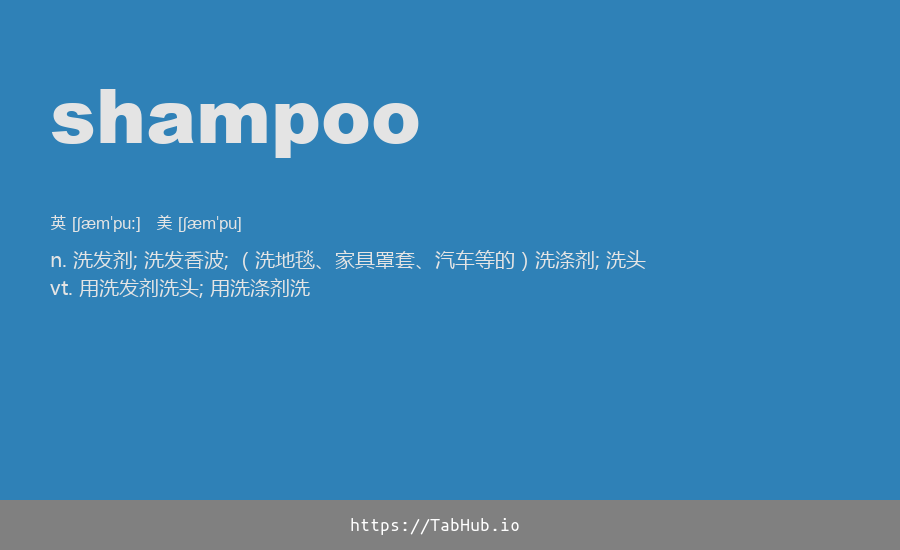 shampoo
英 [ʃæmˈpuː] 美 [ʃæmˈpu]
n. 洗发剂; 洗发香波; （洗地毯、家具罩套、汽车等的）洗涤剂; 洗头
vt. 用洗发剂洗头; 用洗涤剂洗
https://TabHub.io